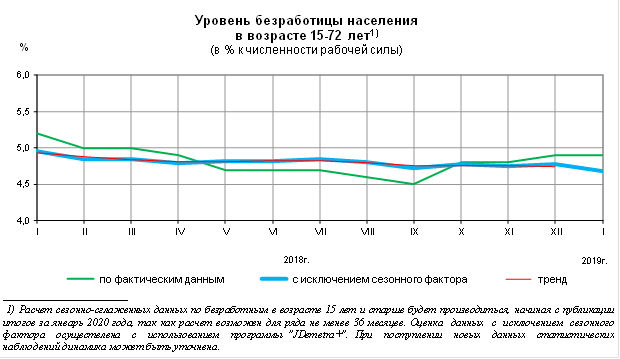 Уровень безработицы населения
в возрасте 15-72 лет1)
(в % к численности рабочей силы)
%
6,0
5,5
5,0
4,5
4,0
I II III IV V VI VII VIII IX X XI XII I
2018г. 2019г.
по фактическим данным с исключением сезонного фактора тренд
1) Расчет сезонно-сглаженных данных по безработным в возрасте 15 лет и старше будет производиться, начиная с публикации
итогов за январь 2020 года, так как расчет возможен для ряда не менее 36 месяцев. Оценка данных с исключением сезонного
фактора осуществлена с использованием программы "JDemetra+". При поступлении новых данных статистических
наблюдений динамика может быть уточнена.